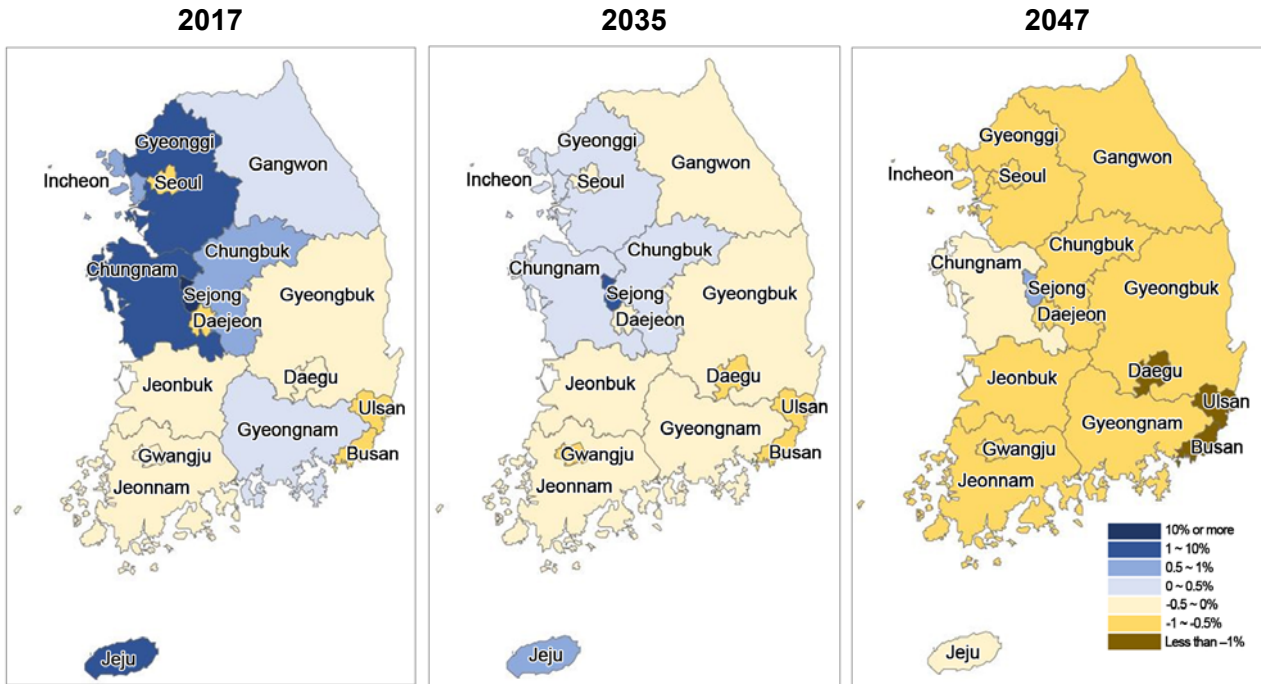 2017
2035
2047
Gyeonggi
Gangwon
Incheon
Seoul
Chungbuk
Chungnam
Sejong
Gyeongbuk
Daejeon
Jeonbuk
Daegu
Ulsan
Gyeongnam
Gwangju
Busan
Jeonnam
Jeju
Gyeonggi
Gangwon
Incheon
Seoul
Chungbuk
Chungnam
Sejong
Gyeongbuk
Daejeon
Jeonbuk
Daegu
Ulsan
Gyeongnam
Gwangju
Busan
Jeonnam
Jeju
Gyeonggi
Gangwon
Incheon
Seoul
Chungbuk
Chungnam
Sejong
Gyeongbuk
Daejeon
Daegu
Jeonbuk
Ulsan
Gyeongnam
Busan
Gwangju
Jeonnam
10% or more
1 ~ 10%
0.5 ~ 1%
0 ~ 0.5%
-0.5 ~ 0%
-1 ~ -0.5%
Less than –1%
Jeju